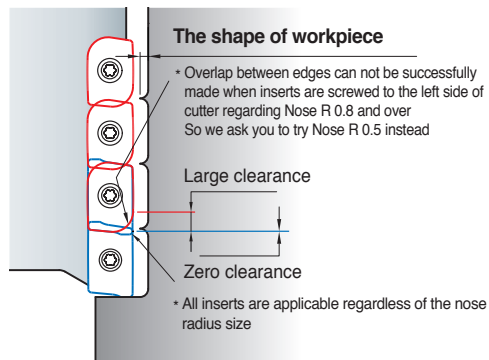 The shape of workpiece
* Overlap between edges can not be successfully
made when inserts are screwed to the left side of
cutter regarding Nose R 0.8 and over
So we ask you to try Nose R 0.5 instead
Large clearance
Zero clearance
* All inserts are applicable regardless of the nose
radius size